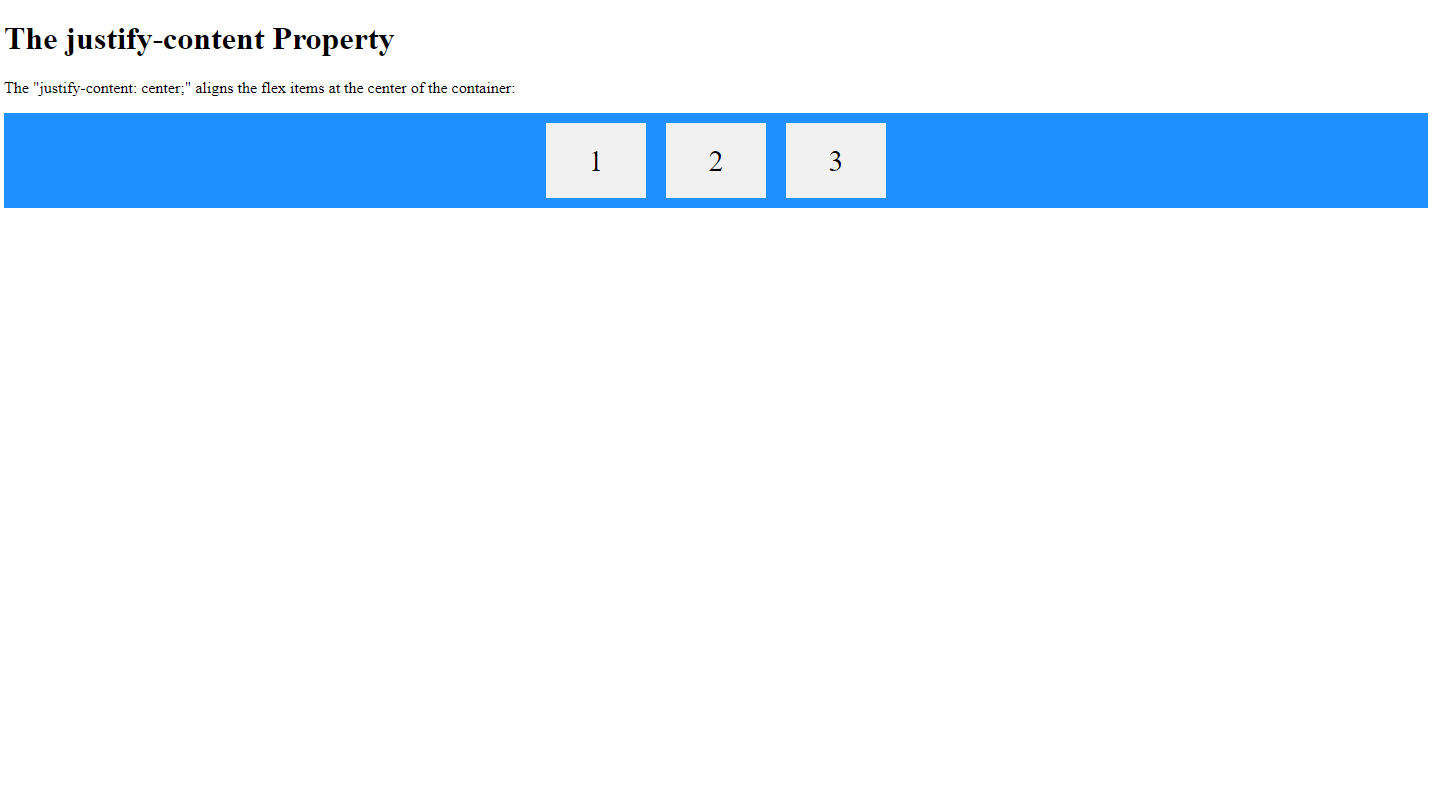 The justify-content Property
The "justify-content: center;" aligns the flex items at the center of the container:
1 2 3